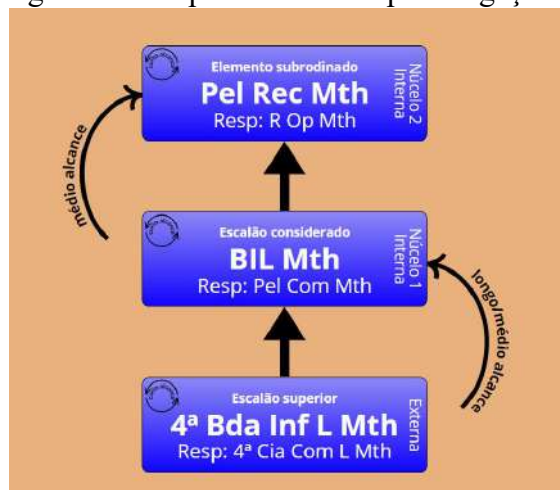 Elemento subrodinado
Pel Rec Mth
Resp: R Op Mth
Núcelo 2
Interna
médio alcance
Escalão considerado
BIL Mth
Resp: Pel Com Mth
Núcelo 1
Interna
longo/médio alcance
Escalão superior
4ª Bda Inf L Mth
Resp: 4ª Cia Com L Mth
Externa